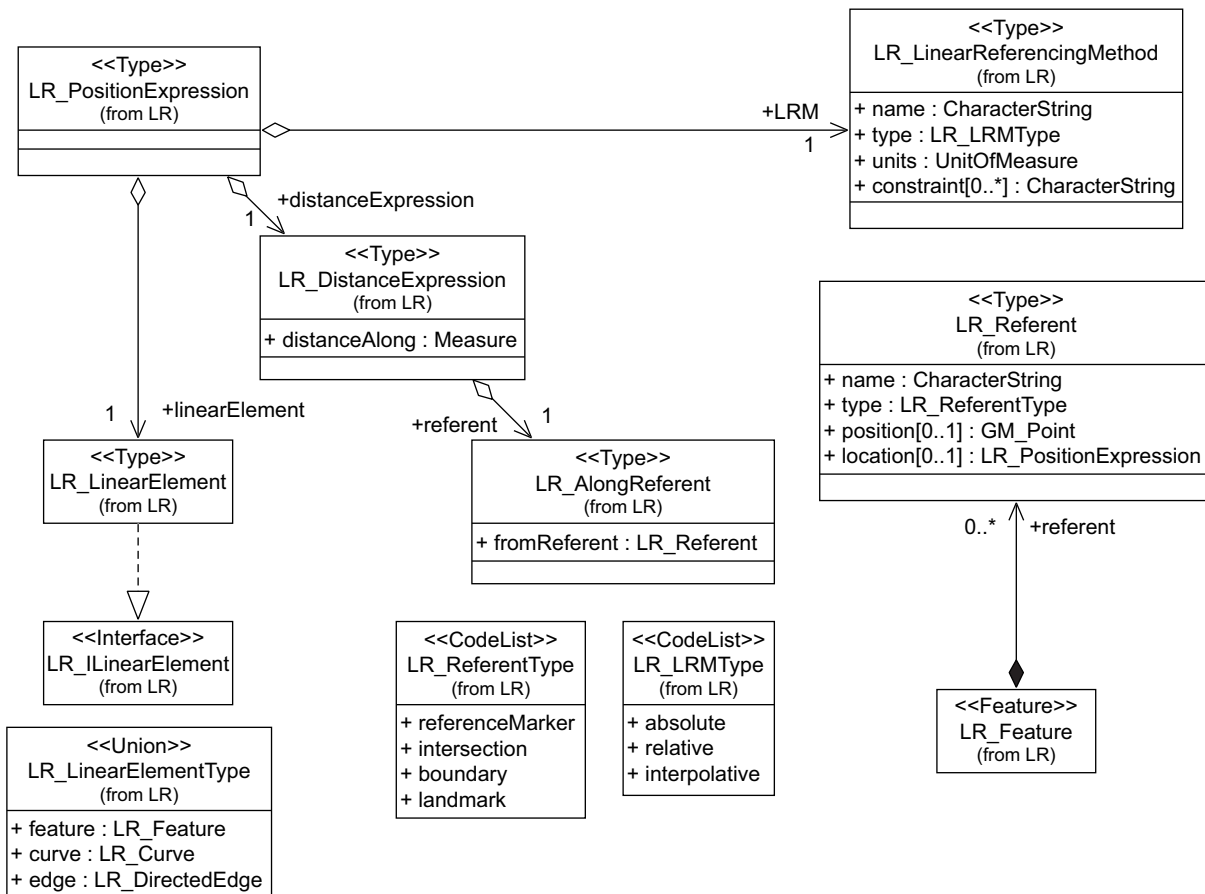 <<Type>>
LR_PositionExpression
(from LR)
<<Type>>
LR_LinearReferencingMethod
(from LR)
+ name : CharacterString
+ type : LR_LRMType
+ units : UnitOfMeasure
+ constraint[0..*] : CharacterString
+LRM
1
+distanceExpression
1
<<Type>>
LR_DistanceExpression
(from LR)
+ distanceAlong : Measure
<<Type>>
LR_Referent
(from LR)
+ name : CharacterString
+ type : LR_ReferentType
+ position[0..1] : GM_Point
+ location[0..1] : LR_PositionExpression
1
+linearElement
+referent
1
<<Type>>
LR_LinearElement
(from LR)
<<Type>>
LR_AlongReferent
(from LR)
+ fromReferent : LR_Referent
0..*
+referent
<<Interface>>
LR_ILinearElement
(from LR)
<<CodeList>>
LR_ReferentType
(from LR)
+ referenceMarker
+ intersection
+ boundary
+ landmark
<<CodeList>>
LR_LRMType
(from LR)
+ absolute
+ relative
+ interpolative
<<Feature>>
LR_Feature
(from LR)
<<Union>>
LR_LinearElementType
(from LR)
+ feature : LR_Feature
+ curve : LR_Curve
+ edge : LR_DirectedEdge